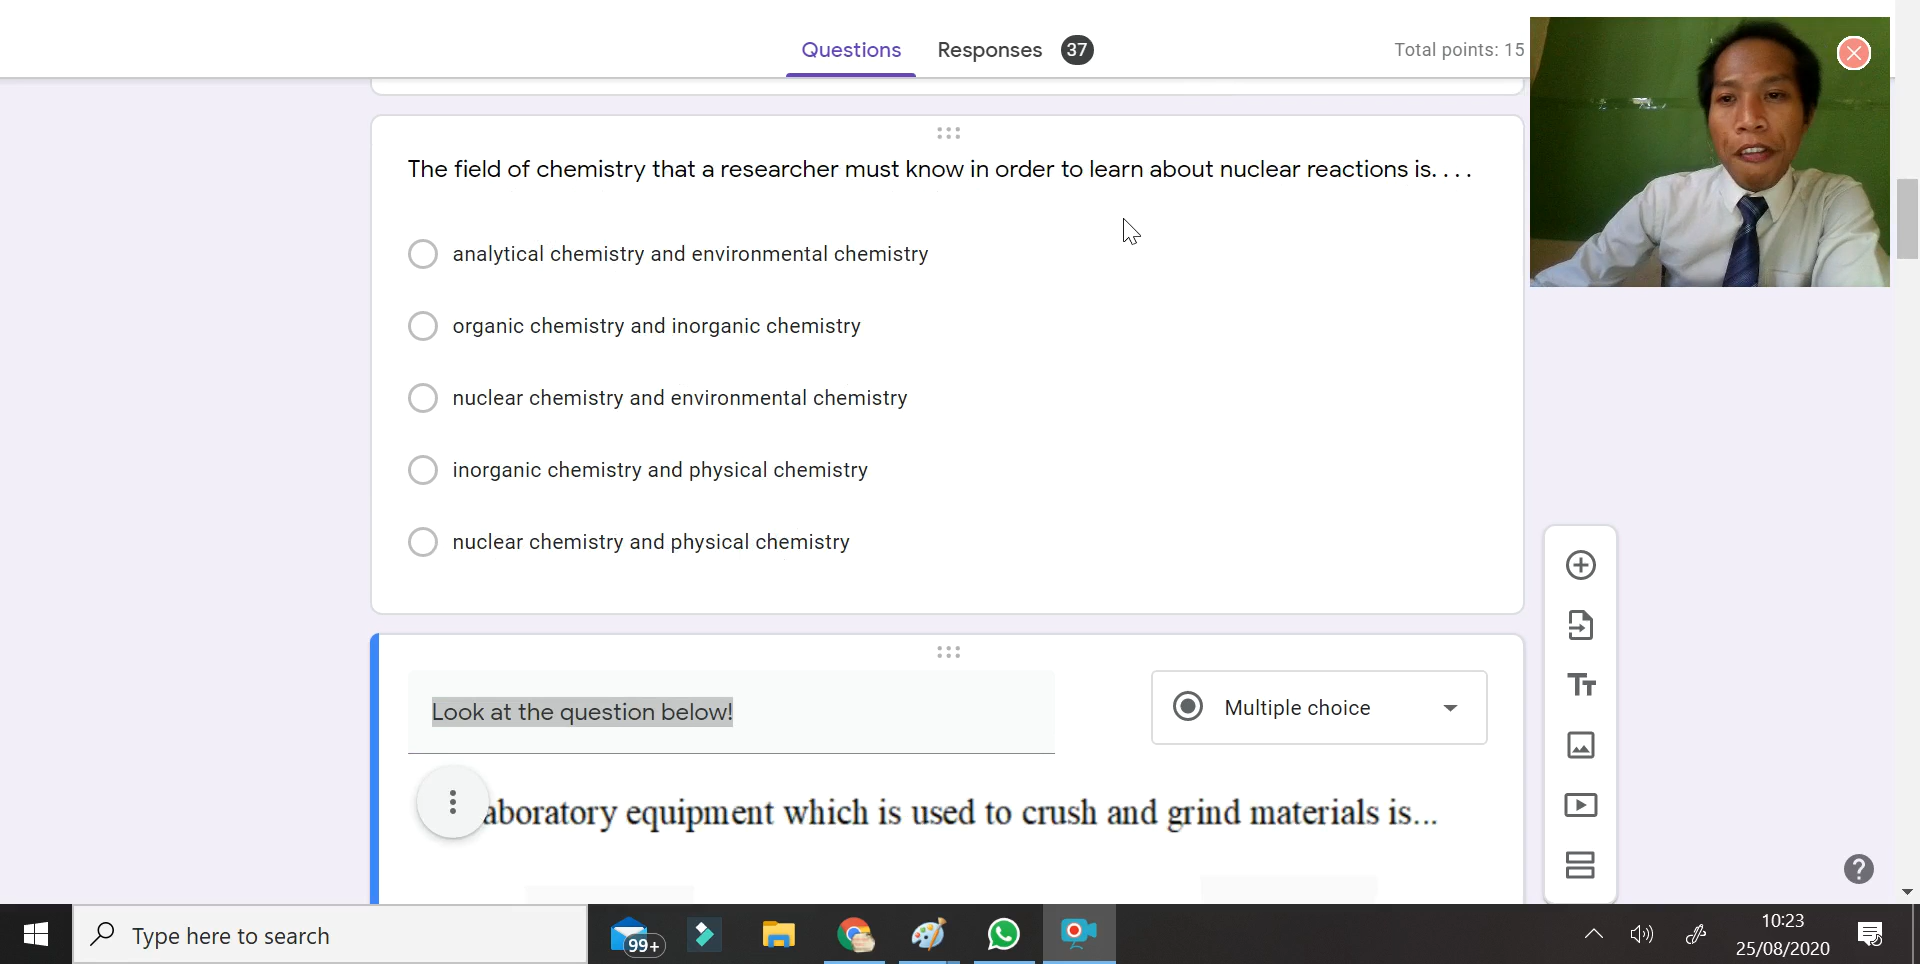 Questions
Responses 37
Total points: 15
The field of chemistry that a researcher must know in order to learn about nuclear reactions is. . . .
analytical chemistry and environmental chemistry
organic chemistry and inorganic chemistry
nuclear chemistry and environmental chemistry
inorganic chemistry and physical chemistry
nuclear chemistry and physical chemistry
Look at the question below!
Multiple choice
aboratory equipment which is used to crush and grind materials is...
Type here to search
99+
10:23
25/08/2020